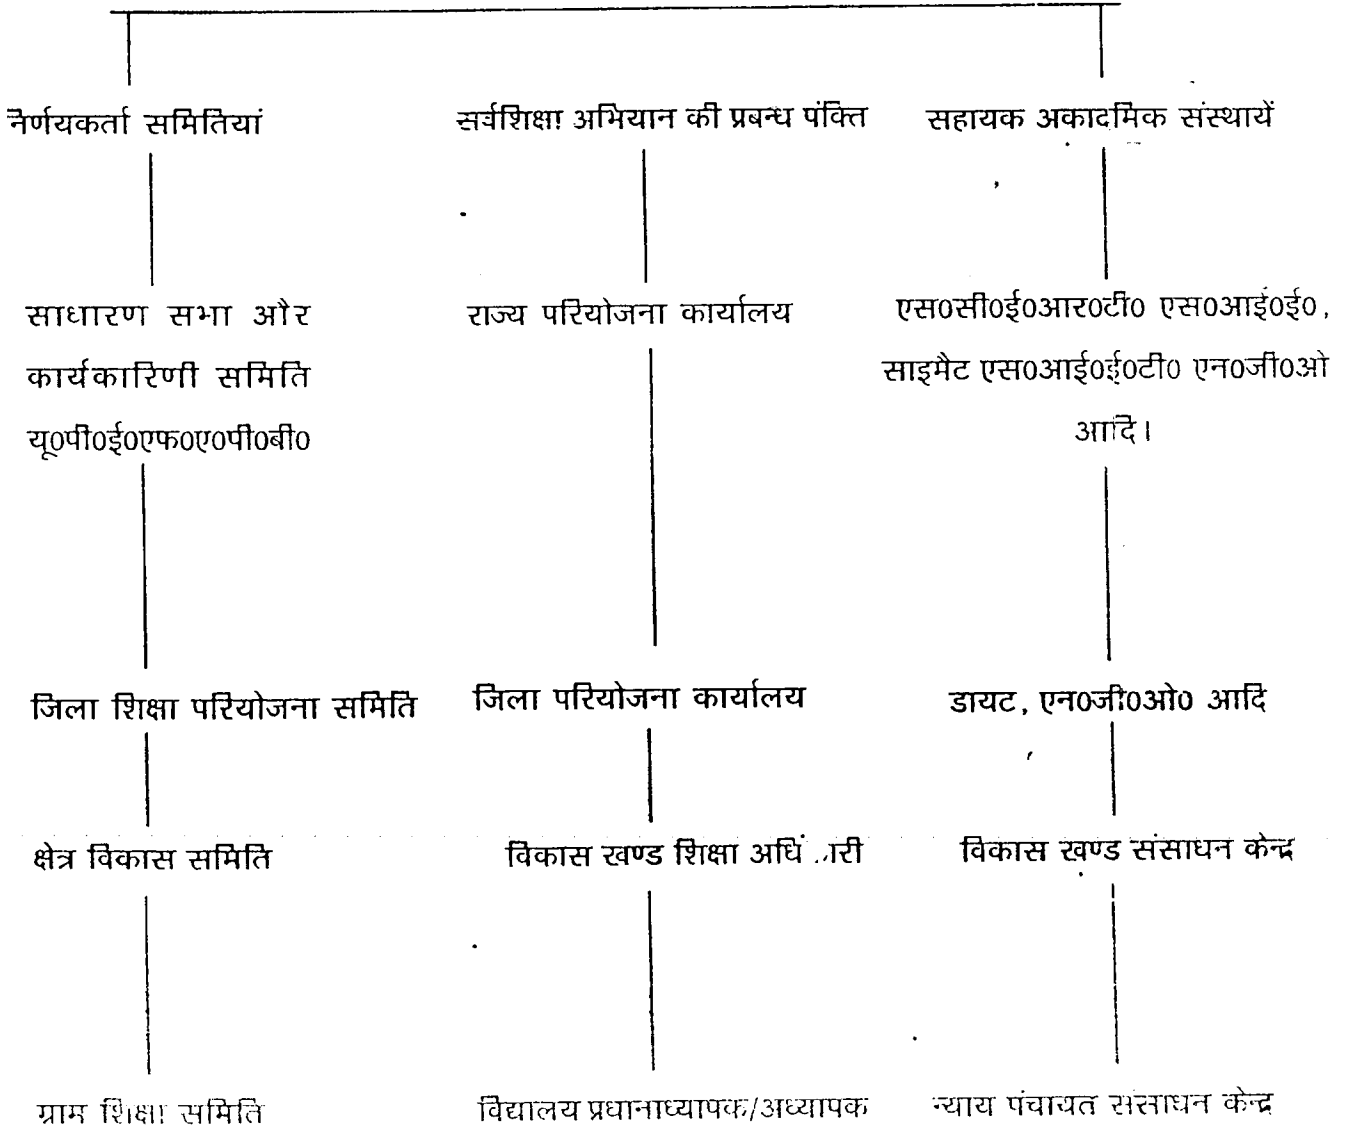 निर्णयकर्ता समितियां
सर्वशिक्षा अभियान की प्रबन्ध पंक्ति
सहायक अकादमिक संस्थायें
साधारण सभा और
कार्यकारिणी समिति
यू0पी0ई0एफ0ए0पी0बी0
राज्य परियोजना कार्यालय
एस0सी0ई0आर0टी0 एस0आई0ई0,
साइमैट एस0आई0ई0टी0 एन0जी0ओ
आदि।
जिला शिक्षा परियोजना समिति
जिला परियोजना कार्यालय
डायट, एन0जी0ओ0 आदि
क्षेत्र विकास समिति
विकास खण्ड शिक्षा
विकास खण्ड संसाधन केन्द्र
ग्राम शिक्षा समिति
विद्यालय प्रधानाध्यापक/अध्यापक
न्याय पंचायत संसाधन केन्द्र